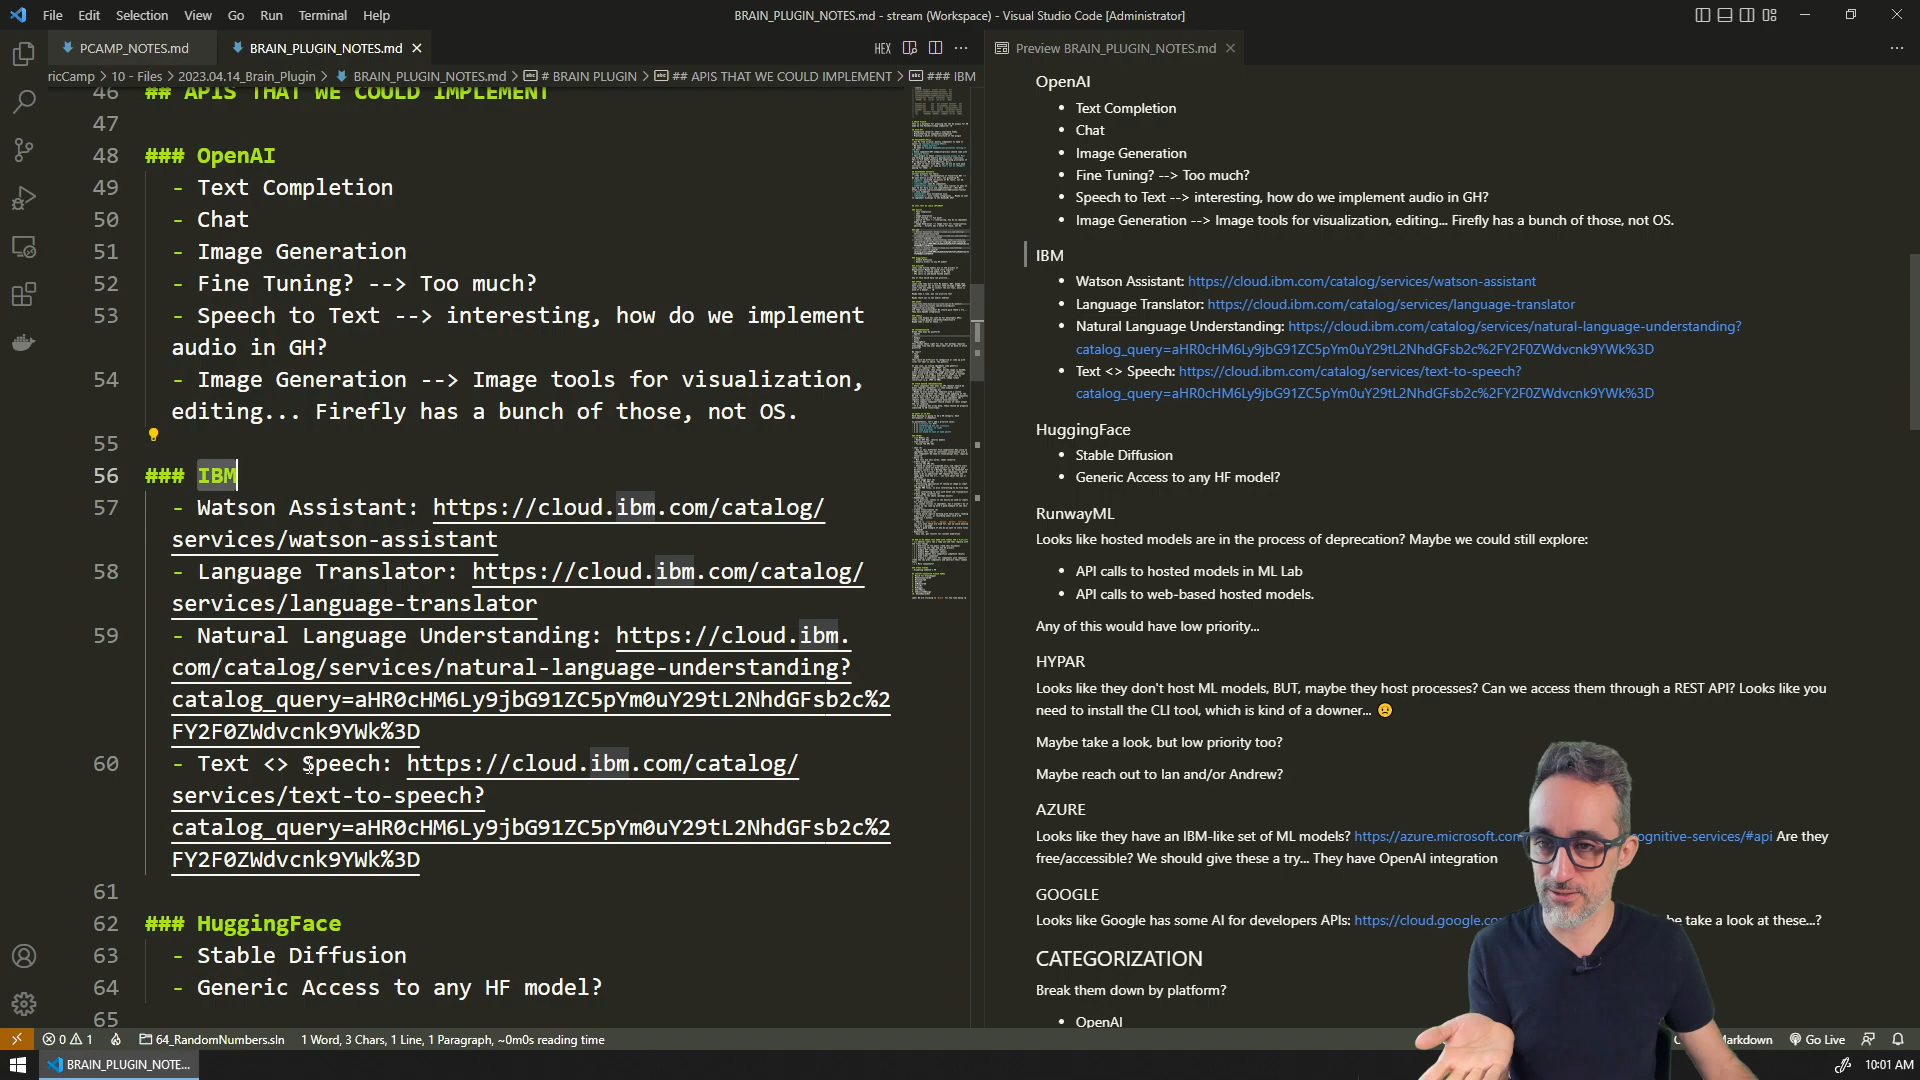 File Edit Selection View Go Run Terminal Help
BRAIN_PLUGIN_NOTES.md - stream (Workspace) - Visual Studio Code [Administrator]
PCAMP_NOTES.md
BRAIN_PLUGIN_NOTES.md
HEX
Preview BRAIN_PLUGIN_NOTES.md
ricCamp > 10 - Files > 2023.04.14_Brain_Plugin > BRAIN_PLUGIN_NOTES.md > # BRAIN PLUGIN > ## APIS THAT WE COULD IMPLEMENT > ### IBM
46 ## APIS THAT WE COULD IMPLEMENT
47
48 ### OpenAI
49 - Text Completion
50 - Chat
51 - Image Generation
52 - Fine Tuning? --> Too much?
53 - Speech to Text --> interesting, how do we implement
audio in GH?
54 - Image Generation --> Image tools for visualization,
editing... Firefly has a bunch of those, not OS.
55
56 ### IBM
57 - Watson Assistant: https://cloud.ibm.com/catalog/
services/watson-assistant
58 - Language Translator: https://cloud.ibm.com/catalog/
services/language-translator
59 - Natural Language Understanding: https://cloud.ibm.
com/catalog/services/natural-language-understanding?
catalog_query=aHR0cHM6Ly9jbG91ZC5pYm0uY29tL2NhdGFsb2c%2
FY2F0ZWdvcnk9YWk%3D
60 - Text <> Speech: https://cloud.ibm.com/catalog/
services/text-to-speech?
catalog_query=aHR0cHM6Ly9jbG91ZC5pYm0uY29tL2NhdGFsb2c%2
FY2F0ZWdvcnk9YWk%3D
61
62 ### HuggingFace
63 - Stable Diffusion
64 - Generic Access to any HF model?
65
OpenAI
• Text Completion
• Chat
• Image Generation
• Fine Tuning? --> Too much?
• Speech to Text --> interesting, how do we implement audio in GH?
• Image Generation --> Image tools for visualization, editing... Firefly has a bunch of those, not OS.
IBM
• Watson Assistant: https://cloud.ibm.com/catalog/services/watson-assistant
• Language Translator: https://cloud.ibm.com/catalog/services/language-translator
• Natural Language Understanding: https://cloud.ibm.com/catalog/services/natural-language-understanding?
catalog_query=aHR0cHM6Ly9jbG91ZC5pYm0uY29tL2NhdGFsb2c%2FY2F0ZWdvcnk9YWk%3D
• Text <> Speech: https://cloud.ibm.com/catalog/services/text-to-speech?
catalog_query=aHR0cHM6Ly9jbG91ZC5pYm0uY29tL2NhdGFsb2c%2FY2F0ZWdvcnk9YWk%3D
HuggingFace
• Stable Diffusion
• Generic Access to any HF model?
RunwayML
Looks like hosted models are in the process of deprecation? Maybe we could still explore:
• API calls to hosted models in ML Lab
• API calls to web-based hosted models.
Any of this would have low priority...
HYPAR
Looks like they don't host ML models, BUT, maybe they host processes? Can we access them through a REST API? Looks like you
need to install the CLI tool, which is kind of a downer...
Maybe take a look, but low priority too?
Maybe reach out to Ian and/or Andrew?
AZURE
Looks like they have an IBM-like set of ML models? https://azure.microsoft.co ognitive-services/#api Are they
free/accessible? We should give these a try... They have OpenAI integration
GOOGLE
Looks like Google has some AI for developers APIs: https://cloud.google.co be take a look at these...?
CATEGORIZATION
Break them down by platform?
• OpenAI
0 1 64_RandomNumbers.sln 1 Word, 3 Chars, 1 Line, 1 Paragraph, ~0m0s reading time
arkdown Go Live
BRAIN_PLUGIN_NOTE...
10:01 AM